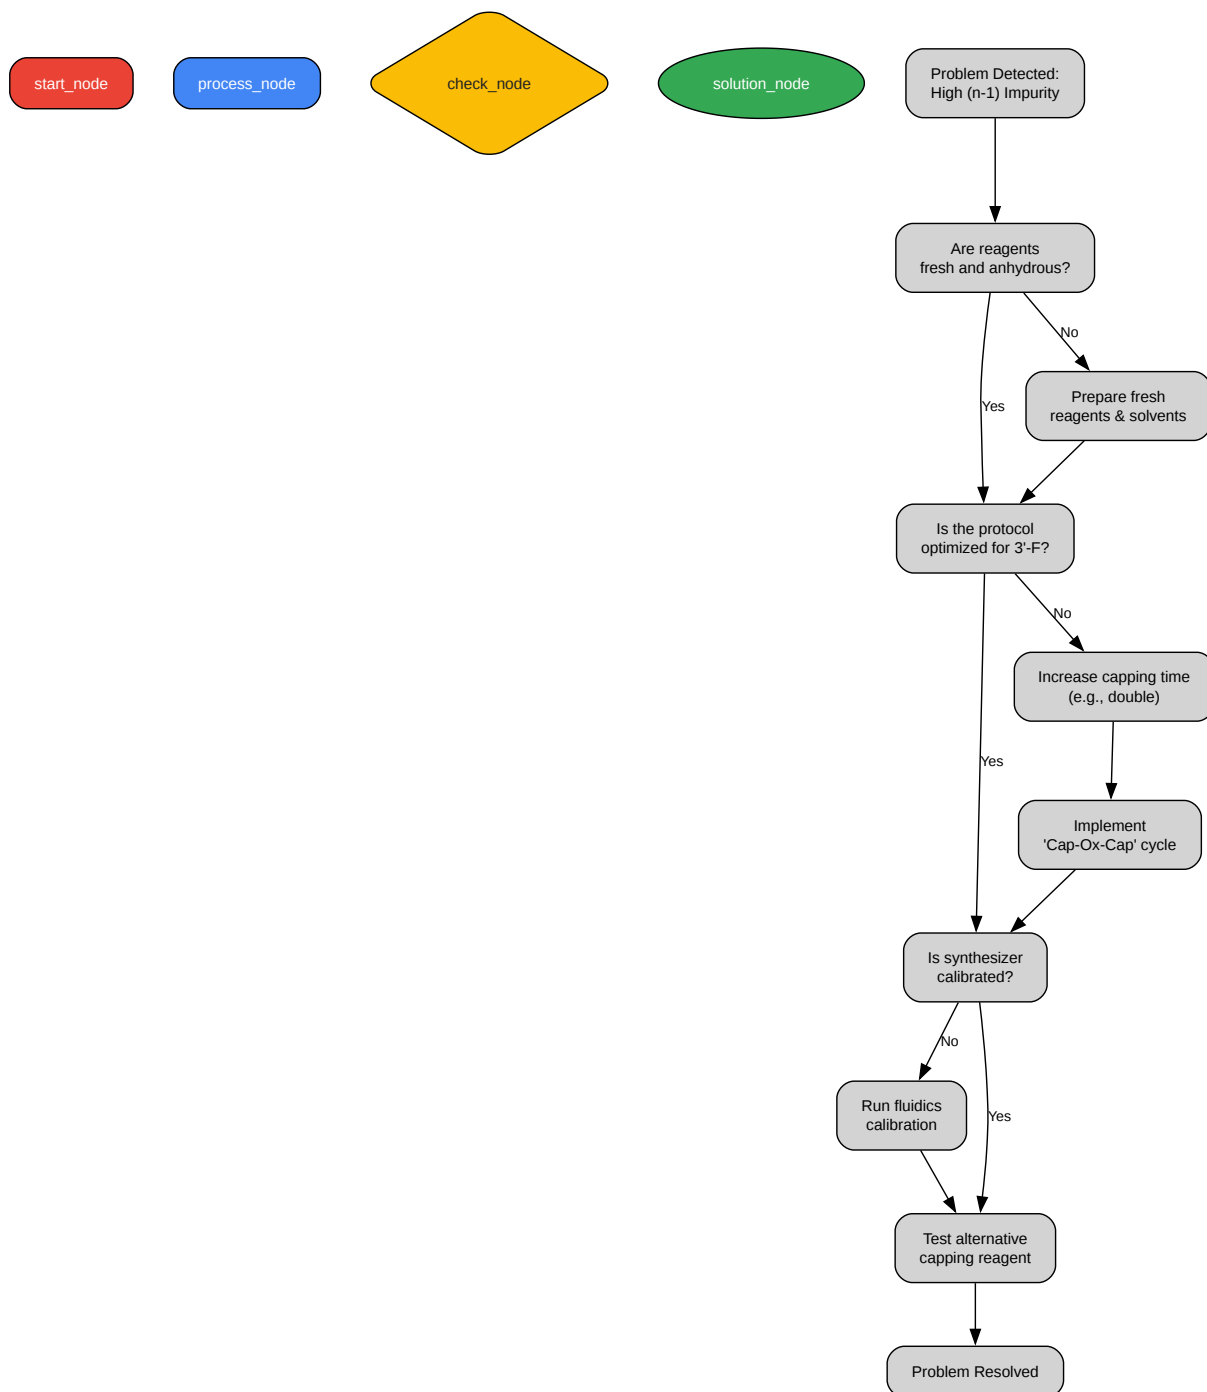 start_node
process_node
check_node
solution_node
Problem Detected:
High (n-1) Impurity
Are reagents
fresh and anhydrous?
No
Prepare fresh
reagents & solvents
Yes
Is the protocol
optimized for 3'-F?
No
Increase capping time
(e.g., double)
Yes
Implement
'Cap-Ox-Cap' cycle
Is synthesizer
calibrated?
No
Run fluidics
calibration
Yes
Test alternative
capping reagent
Problem Resolved